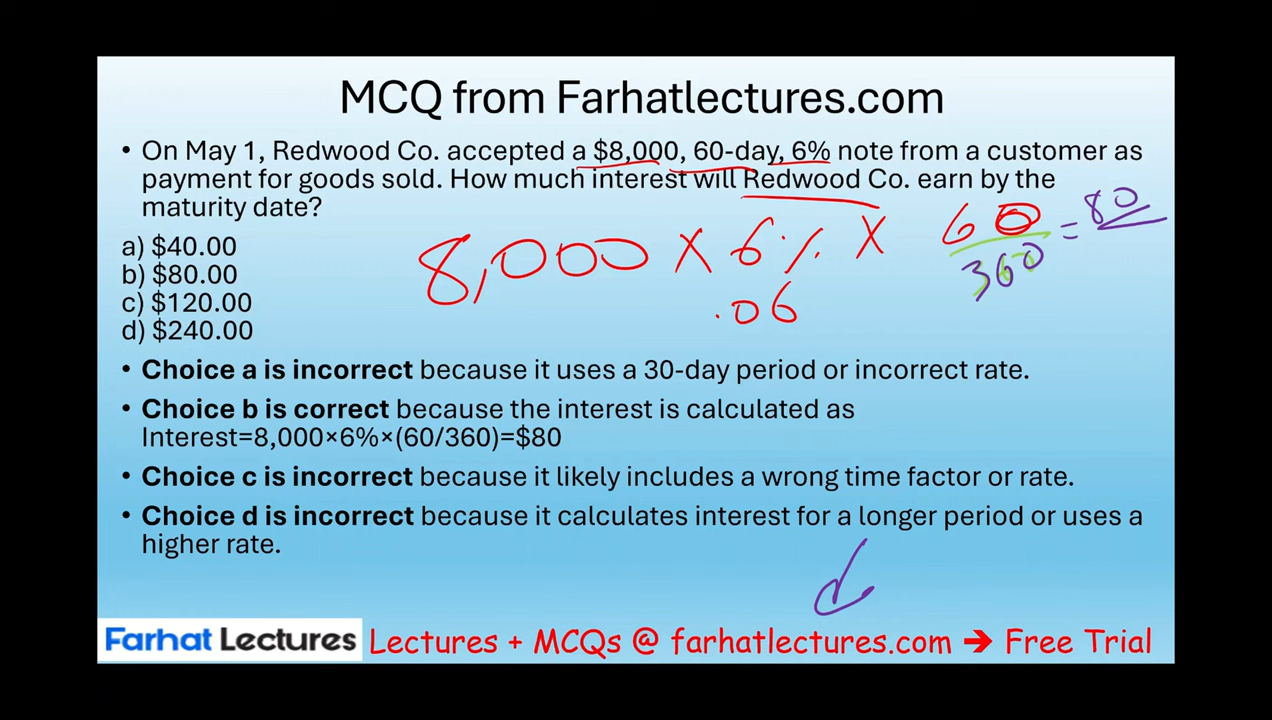 MCQ from Farhatlectures.com
• On May 1, Redwood Co. accepted a $8,000, 60-day, 6% note from a customer as
payment for goods sold. How much interest will Redwood Co. earn by the
maturity date?
a) $40.00
b) $80.00
c) $120.00
d) $240.00
8,000 X 6% X 60/360 = 80
.06
• Choice a is incorrect because it uses a 30-day period or incorrect rate.
• Choice b is correct because the interest is calculated as
Interest=8,000×6%×(60/360)=$80
• Choice c is incorrect because it likely includes a wrong time factor or rate.
• Choice d is incorrect because it calculates interest for a longer period or uses a
higher rate.
Farhat Lectures Lectures + MCQs @ farhatlectures.com ➔ Free Trial